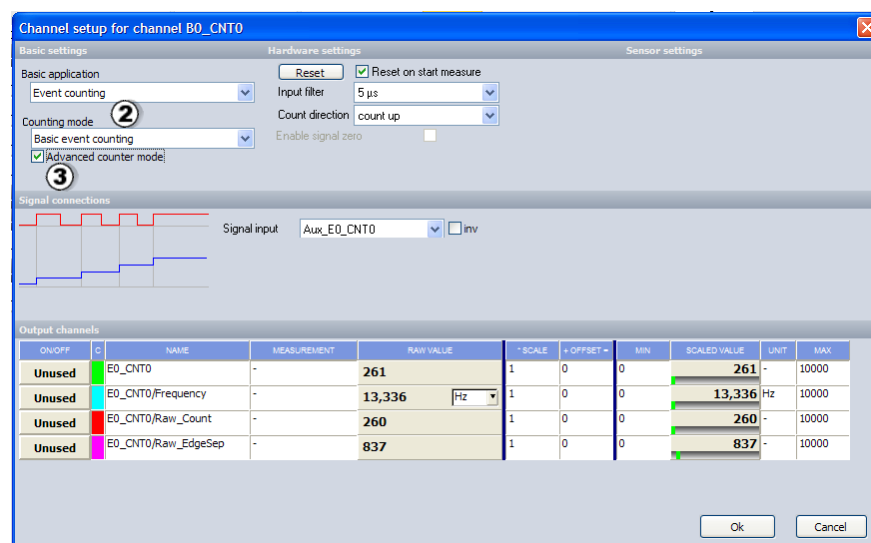 Channel setup for channel B0_CNT0
Basic settings
Hardware settings
Sensor settings
Basic application
Event counting
2
Counting mode
Basic event counting
Advanced counter mode
3
Reset
Reset on start measure
Input filter
5 µs
Count direction
count up
Enable signal zero
Signal connections
Signal input
Aux_E0_CNT0
inv
Output channels
ON/OFF C NAME MEASUREMENT RAW VALUE * SCALE + OFFSET = MIN SCALED VALUE UNIT MAX
Unused E0_CNT0 - 261 1 0 0 261 - 10000
Unused E0_CNT0/Frequency - 13,336 Hz 1 0 0 13,336 Hz 10000
Unused E0_CNT0/Raw_Count - 260 1 0 0 260 - 10000
Unused E0_CNT0/Raw_EdgeSep - 837 1 0 0 837 - 10000
Ok
Cancel